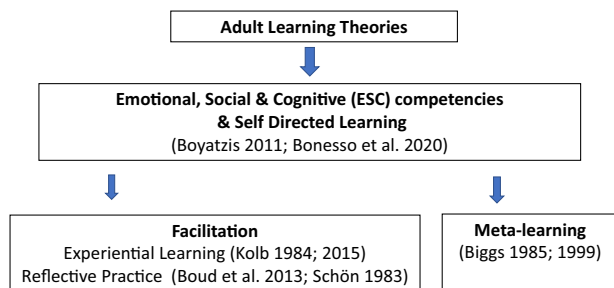 Adult Learning Theories
Emotional, Social & Cognitive (ESC) competencies
& Self Directed Learning
(Boyatzis 2011; Bonesso et al. 2020)
Facilitation
Experiential Learning (Kolb 1984; 2015)
Reflective Practice (Boud et al. 2013; Schön 1983)
Meta-learning
(Biggs 1985; 1999)